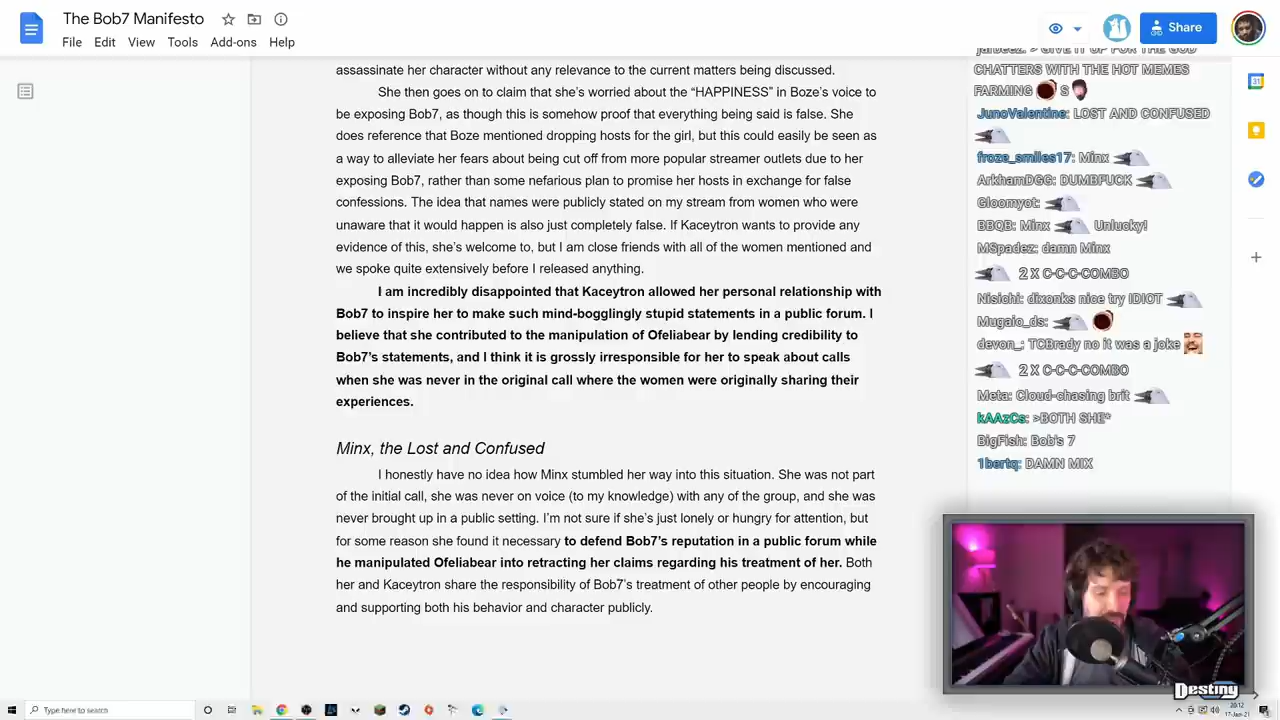 The Bob7 Manifesto
File Edit View Tools Add-ons Help
Share
assassinate her character without any relevance to the current matters being discussed.
She then goes on to claim that she's worried about the “HAPPINESS” in Boze's voice to
be exposing Bob7, as though this is somehow proof that everything being said is false. She
does reference that Boze mentioned dropping hosts for the girl, but this could easily be seen as
a way to alleviate her fears about being cut off from more popular streamer outlets due to her
exposing Bob7, rather than some nefarious plan to promise her hosts in exchange for false
confessions. The idea that names were publicly stated on my stream from women who were
unaware that it would happen is also just completely false. If Kaceytron wants to provide any
evidence of this, she's welcome to, but I am close friends with all of the women mentioned and
we spoke quite extensively before I released anything.
I am incredibly disappointed that Kaceytron allowed her personal relationship with
Bob7 to inspire her to make such mind-bogglingly stupid statements in a public forum. I
believe that she contributed to the manipulation of Ofeliabear by lending credibility to
Bob7's statements, and I think it is grossly irresponsible for her to speak about calls
when she was never in the original call where the women were originally sharing their
experiences.
Minx, the Lost and Confused
I honestly have no idea how Minx stumbled her way into this situation. She was not part
of the initial call, she was never on voice (to my knowledge) with any of the group, and she was
never brought up in a public setting. I'm not sure if she's just lonely or hungry for attention, but
for some reason she found it necessary to defend Bob7's reputation in a public forum while
he manipulated Ofeliabear into retracting her claims regarding his treatment of her. Both
her and Kaceytron share the responsibility of Bob7's treatment of other people by encouraging
and supporting both his behavior and character publicly.
> GIVE IT UP FOR THE GOD
CHATTERS WITH THE HOT MEMES
FARMING S
JunoValentine: LOST AND CONFUSED
froze_smiles17: Minx
ArkhamDGG: DUMBFUCK
Gloomyot:
BBQB: Minx Unlucky!
MSpadez: damn Minx
2 X C-C-C-COMBO
Nisichi: dixonks nice try IDIOT
Mugaio_ds:
devon_: TCBrady no it was a joke
2 X C-C-C-COMBO
Meta: Cloud-chasing brit
kAAzCs: >BOTH SHE*
BigFish: Bob's 7
1bertq: DAMN MIX
Destiny
Type here to search
20:12
17-Jan-21